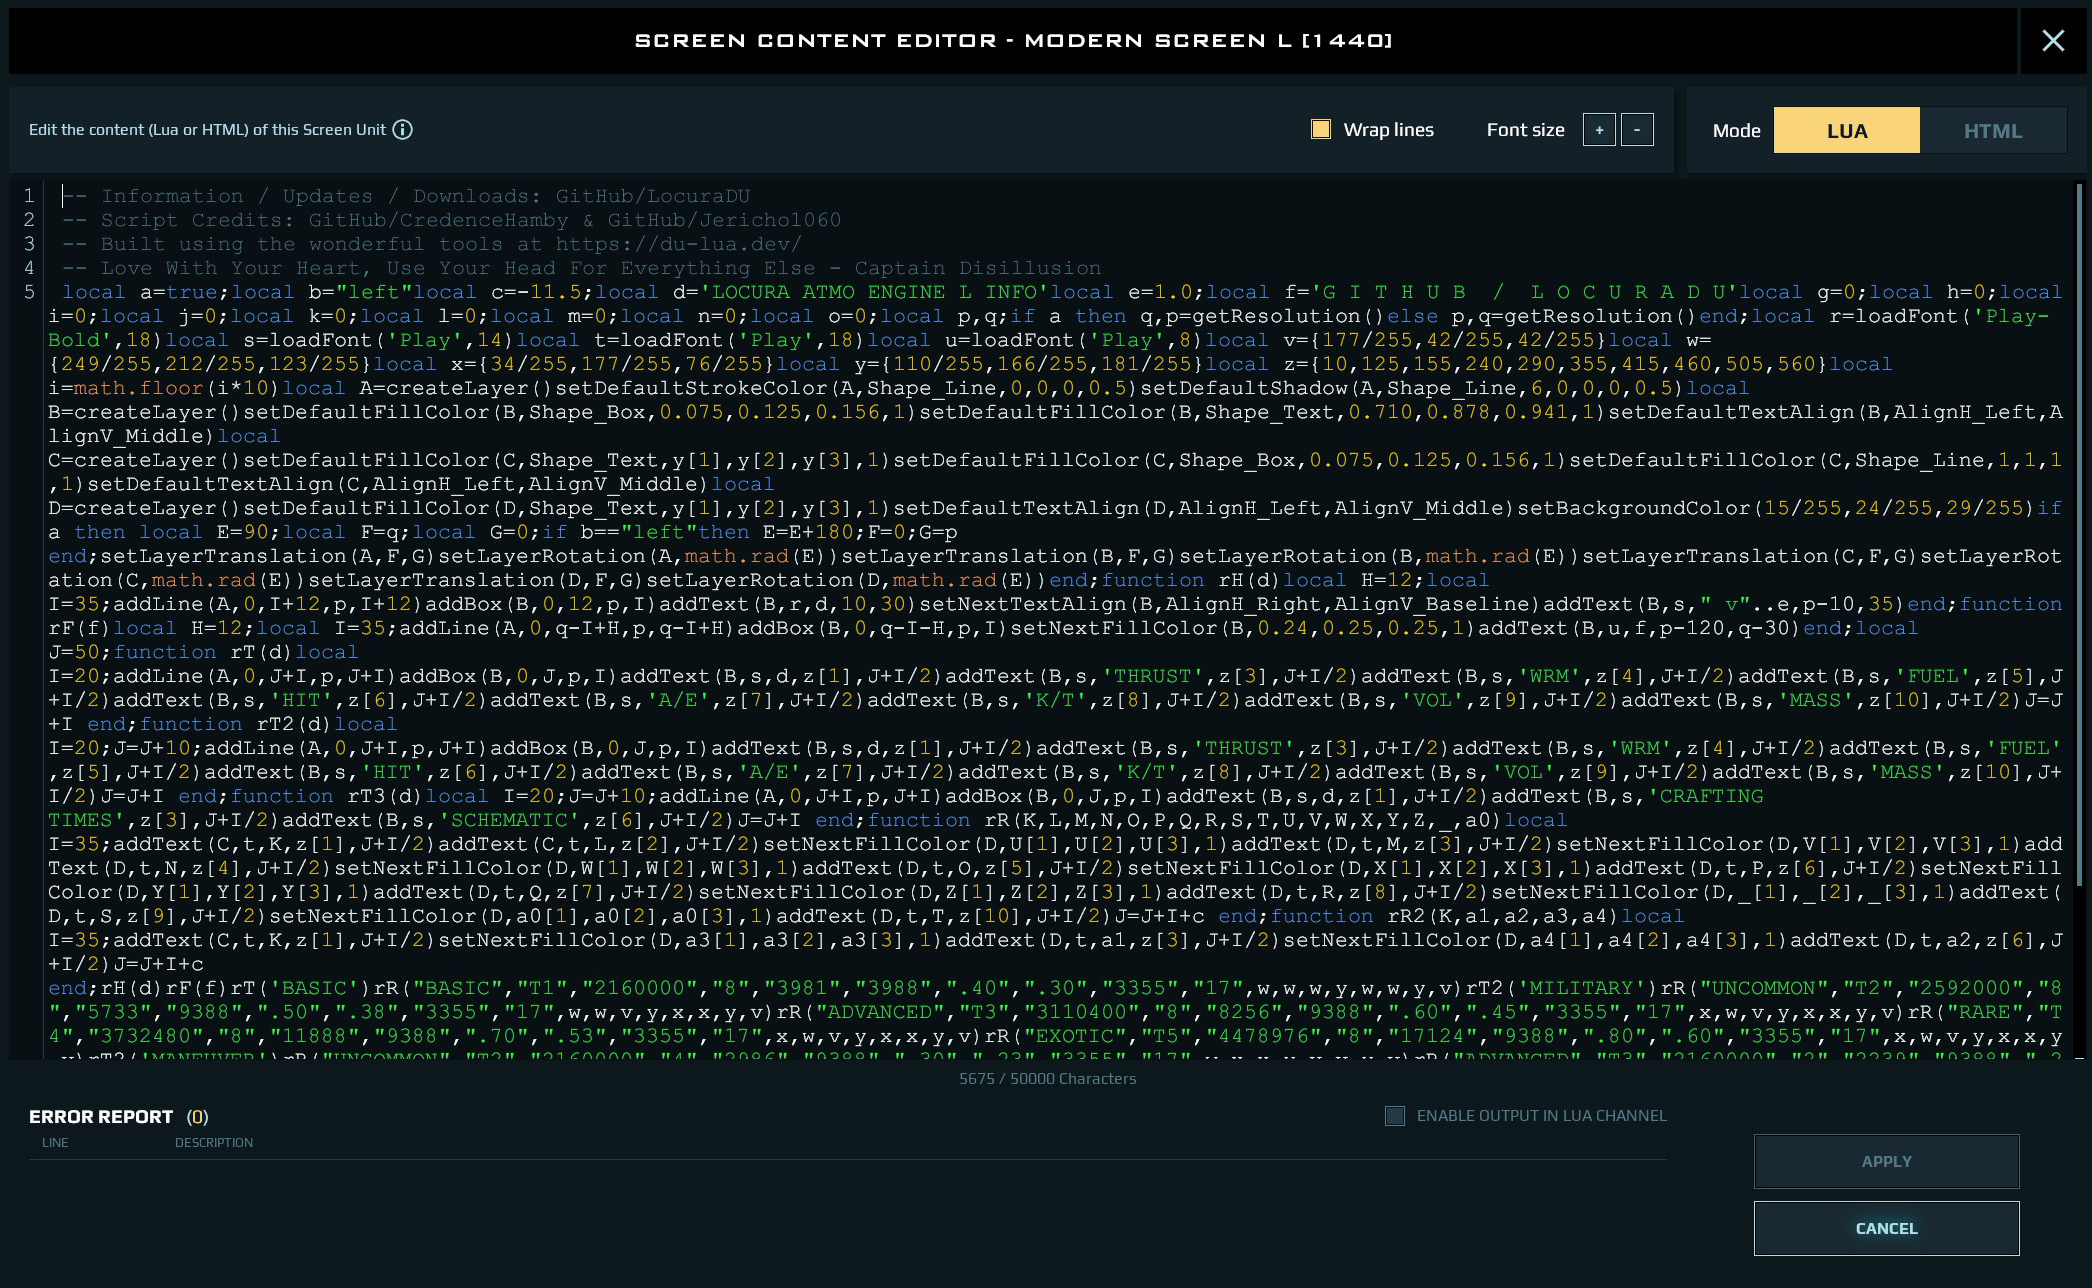 SCREEN CONTENT EDITOR - MODERN SCREEN L [1440]
Edit the content (Lua or HTML) of this Screen Unit
Wrap lines
Font size
+
-
Mode
LUA
HTML
1 -- Information / Updates / Downloads: GitHub/LocuraDU
2 -- Script Credits: GitHub/CredenceHamby & GitHub/Jericho1060
3 -- Built using the wonderful tools at https://du-lua.dev/
4 -- Love With Your Heart, Use Your Head For Everything Else - Captain Disillusion
5 local a=true;local b="left"local c=-11.5;local d='LOCURA ATMO ENGINE L INFO'local e=1.0;local f='G I T H U B  /  L O C U R A D U'local g=0;local h=0;local
i=0;local j=0;local k=0;local l=0;local m=0;local n=0;local o=0;local p,q;if a then q,p=getResolution()else p,q=getResolution()end;local r=loadFont('Play-
Bold',18)local s=loadFont('Play',14)local t=loadFont('Play',18)local u=loadFont('Play',8)local v={177/255,42/255,42/255}local w=
{249/255,212/255,123/255}local x={34/255,177/255,76/255}local y={110/255,166/255,181/255}local z={10,125,155,240,290,355,415,460,505,560}local
i=math.floor(i*10)local A=createLayer()setDefaultStrokeColor(A,Shape_Line,0,0,0,0.5)setDefaultShadow(A,Shape_Line,6,0,0,0,0.5)local
B=createLayer()setDefaultFillColor(B,Shape_Box,0.075,0.125,0.156,1)setDefaultFillColor(B,Shape_Text,0.710,0.878,0.941,1)setDefaultTextAlign(B,AlignH_Left,A
lignV_Middle)local
C=createLayer()setDefaultFillColor(C,Shape_Text,y[1],y[2],y[3],1)setDefaultFillColor(C,Shape_Box,0.075,0.125,0.156,1)setDefaultFillColor(C,Shape_Line,1,1,1
,1)setDefaultTextAlign(C,AlignH_Left,AlignV_Middle)local
D=createLayer()setDefaultFillColor(D,Shape_Text,y[1],y[2],y[3],1)setDefaultTextAlign(D,AlignH_Left,AlignV_Middle)setBackgroundColor(15/255,24/255,29/255)if
a then local E=90;local F=q;local G=0;if b=="left"then E=E+180;F=0;G=p
end;setLayerTranslation(A,F,G)setLayerRotation(A,math.rad(E))setLayerTranslation(B,F,G)setLayerRotation(B,math.rad(E))setLayerTranslation(C,F,G)setLayerRot
ation(C,math.rad(E))setLayerTranslation(D,F,G)setLayerRotation(D,math.rad(E))end;function rH(d)local H=12;local
I=35;addLine(A,0,I+12,p,I+12)addBox(B,0,12,p,I)addText(B,r,d,10,30)setNextTextAlign(B,AlignH_Right,AlignV_Baseline)addText(B,s," v"..e,p-10,35)end;function
rF(f)local H=12;local I=35;addLine(A,0,q-I+H,p,q-I+H)addBox(B,0,q-I-H,p,I)setNextFillColor(B,0.24,0.25,0.25,1)addText(B,u,f,p-120,q-30)end;local
J=50;function rT(d)local
I=20;addLine(A,0,J+I,p,J+I)addBox(B,0,J,p,I)addText(B,s,d,z[1],J+I/2)addText(B,s,'THRUST',z[3],J+I/2)addText(B,s,'WRM',z[4],J+I/2)addText(B,s,'FUEL',z[5],J
+I/2)addText(B,s,'HIT',z[6],J+I/2)addText(B,s,'A/E',z[7],J+I/2)addText(B,s,'K/T',z[8],J+I/2)addText(B,s,'VOL',z[9],J+I/2)addText(B,s,'MASS',z[10],J+I/2)J=J
+I end;function rT2(d)local
I=20;J=J+10;addLine(A,0,J+I,p,J+I)addBox(B,0,J,p,I)addText(B,s,d,z[1],J+I/2)addText(B,s,'THRUST',z[3],J+I/2)addText(B,s,'WRM',z[4],J+I/2)addText(B,s,'FUEL'
,z[5],J+I/2)addText(B,s,'HIT',z[6],J+I/2)addText(B,s,'A/E',z[7],J+I/2)addText(B,s,'K/T',z[8],J+I/2)addText(B,s,'VOL',z[9],J+I/2)addText(B,s,'MASS',z[10],J+
I/2)J=J+I end;function rT3(d)local I=20;J=J+10;addLine(A,0,J+I,p,J+I)addBox(B,0,J,p,I)addText(B,s,d,z[1],J+I/2)addText(B,s,'CRAFTING
TIMES',z[3],J+I/2)addText(B,s,'SCHEMATIC',z[6],J+I/2)J=J+I end;function rR(K,L,M,N,O,P,Q,R,S,T,U,V,W,X,Y,Z,_,a0)local
I=35;addText(C,t,K,z[1],J+I/2)addText(C,t,L,z[2],J+I/2)setNextFillColor(D,U[1],U[2],U[3],1)addText(D,t,M,z[3],J+I/2)setNextFillColor(D,V[1],V[2],V[3],1)add
Text(D,t,N,z[4],J+I/2)setNextFillColor(D,W[1],W[2],W[3],1)addText(D,t,O,z[5],J+I/2)setNextFillColor(D,X[1],X[2],X[3],1)addText(D,t,P,z[6],J+I/2)setNextFill
Color(D,Y[1],Y[2],Y[3],1)addText(D,t,Q,z[7],J+I/2)setNextFillColor(D,Z[1],Z[2],Z[3],1)addText(D,t,R,z[8],J+I/2)setNextFillColor(D,_[1],_[2],_[3],1)addText(
D,t,S,z[9],J+I/2)setNextFillColor(D,a0[1],a0[2],a0[3],1)addText(D,t,T,z[10],J+I/2)J=J+I+c end;function rR2(K,a1,a2,a3,a4)local
I=35;addText(C,t,K,z[1],J+I/2)setNextFillColor(D,a3[1],a3[2],a3[3],1)addText(D,t,a1,z[3],J+I/2)setNextFillColor(D,a4[1],a4[2],a4[3],1)addText(D,t,a2,z[6],J
+I/2)J=J+I+c
end;rH(d)rF(f)rT('BASIC')rR("BASIC","T1","2160000","8","3981","3988",".40",".30","3355","17",w,w,w,y,w,w,y,v)rT2('MILITARY')rR("UNCOMMON","T2","2592000","8
","5733","9388",".50",".38","3355","17",w,w,v,y,x,x,y,v)rR("ADVANCED","T3","3110400","8","8256","9388",".60",".45","3355","17",x,w,v,y,x,x,y,v)rR("RARE","T
4","3732480","8","11888","9388",".70",".53","3355","17",x,w,v,y,x,x,y,v)rR("EXOTIC","T5","4478976","8","17124","9388",".80",".60","3355","17",x,w,v,y,x,x,y
5675 / 50000 Characters
ERROR REPORT (0)
ENABLE OUTPUT IN LUA CHANNEL
LINE
DESCRIPTION
APPLY
CANCEL